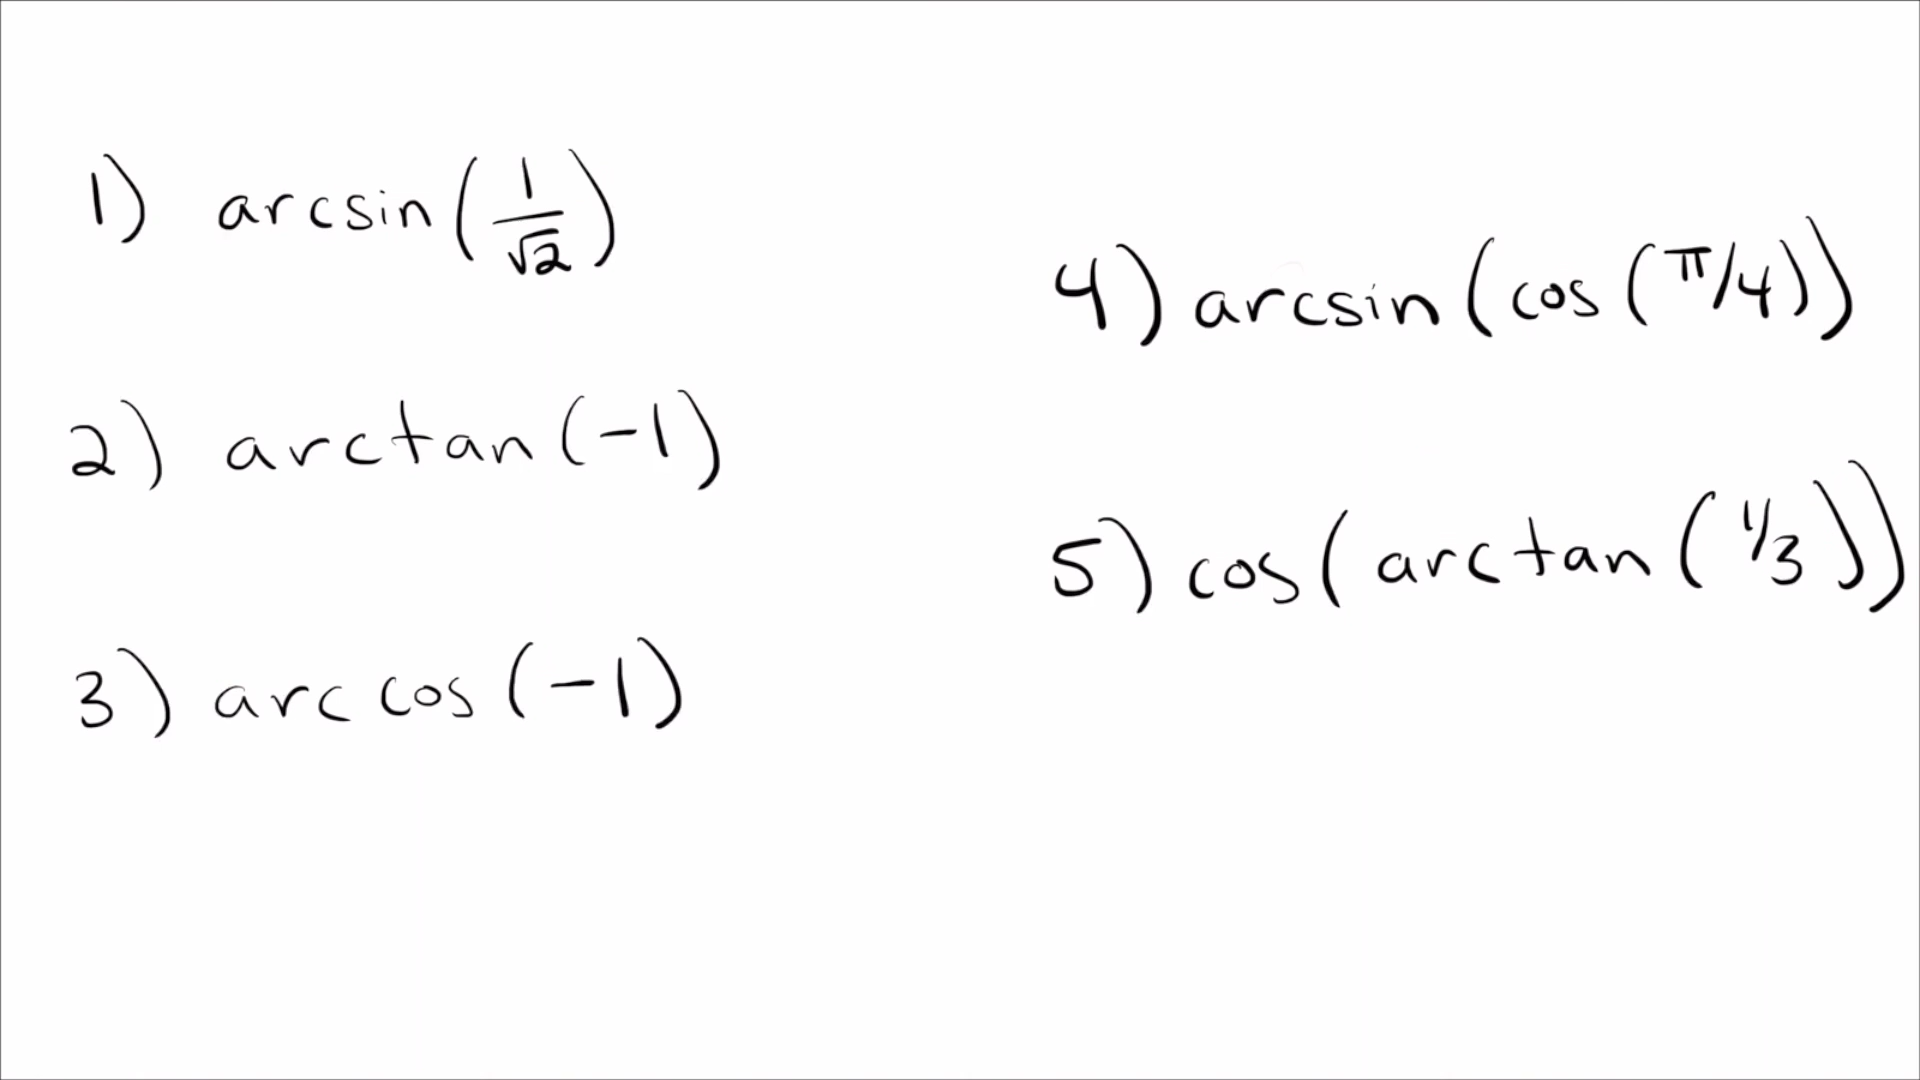 1) arcsin(1/√2)
2) arctan(-1)
3) arccos(-1)
4) arcsin(cos(π/4))
5) cos(arctan(1/3))